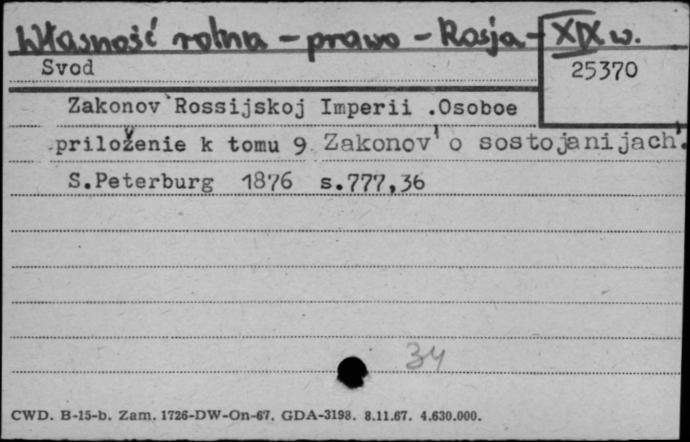 Własność rolna - prawo - Rosja - XIX w.
Svod
25370
Zakonov Rossijskoj Imperii .Osoboe
priloženie k tomu 9 Zakonov' o sostojanijach'.
S.Peterburg 1876 s.777,36
34
CWD. B-15-b. Zam. 1726-DW-On-67. GDA-3198. 8.11.67. 4.630.000.